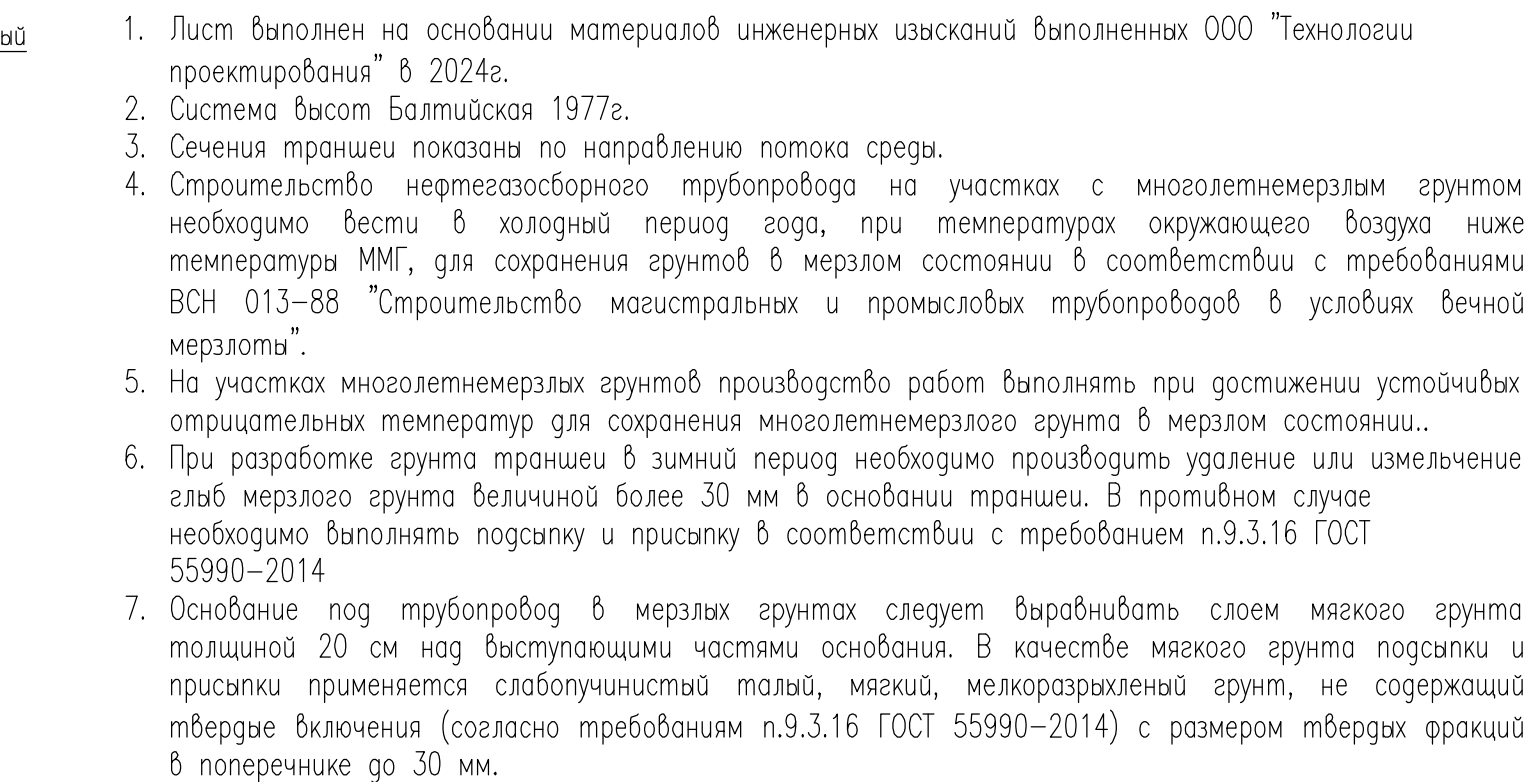 ый
1. Лист выполнен на основании материалов инженерных изысканий выполненных ООО "Технологии
проектирования" в 2024г.
2. Система высот Балтийская 1977г.
3. Сечения траншеи показаны по направлению потока среды.
4. Строительство нефтегазосборного трубопровода на участках с многолетнемерзлым грунтом
необходимо вести в холодный период года, при температурах окружающего воздуха ниже
температуры ММГ, для сохранения грунтов в мерзлом состоянии в соответствии с требованиями
ВСН 013-88 "Строительство магистральных и промысловых трубопроводов в условиях вечной
мерзлоты".
5. На участках многолетнемерзлых грунтов производство работ выполнять при достижении устойчивых
отрицательных температур для сохранения многолетнемерзлого грунта в мерзлом состоянии..
6. При разработке грунта траншеи в зимний период необходимо производить удаление или измельчение
глыб мерзлого грунта величиной более 30 мм в основании траншеи. В противном случае
необходимо выполнять подсыпку и присыпку в соответствии с требованием п.9.3.16 ГОСТ
55990-2014
7. Основание под трубопровод в мерзлых грунтах следует выравнивать слоем мягкого грунта
толщиной 20 см над выступающими частями основания. В качестве мягкого грунта подсыпки и
присыпки применяется слабопучинистый талый, мягкий, мелкоразрыхленый грунт, не содержащий
твердые включения (согласно требованиям п.9.3.16 ГОСТ 55990-2014) с размером твердых фракций
в поперечнике до 30 мм.